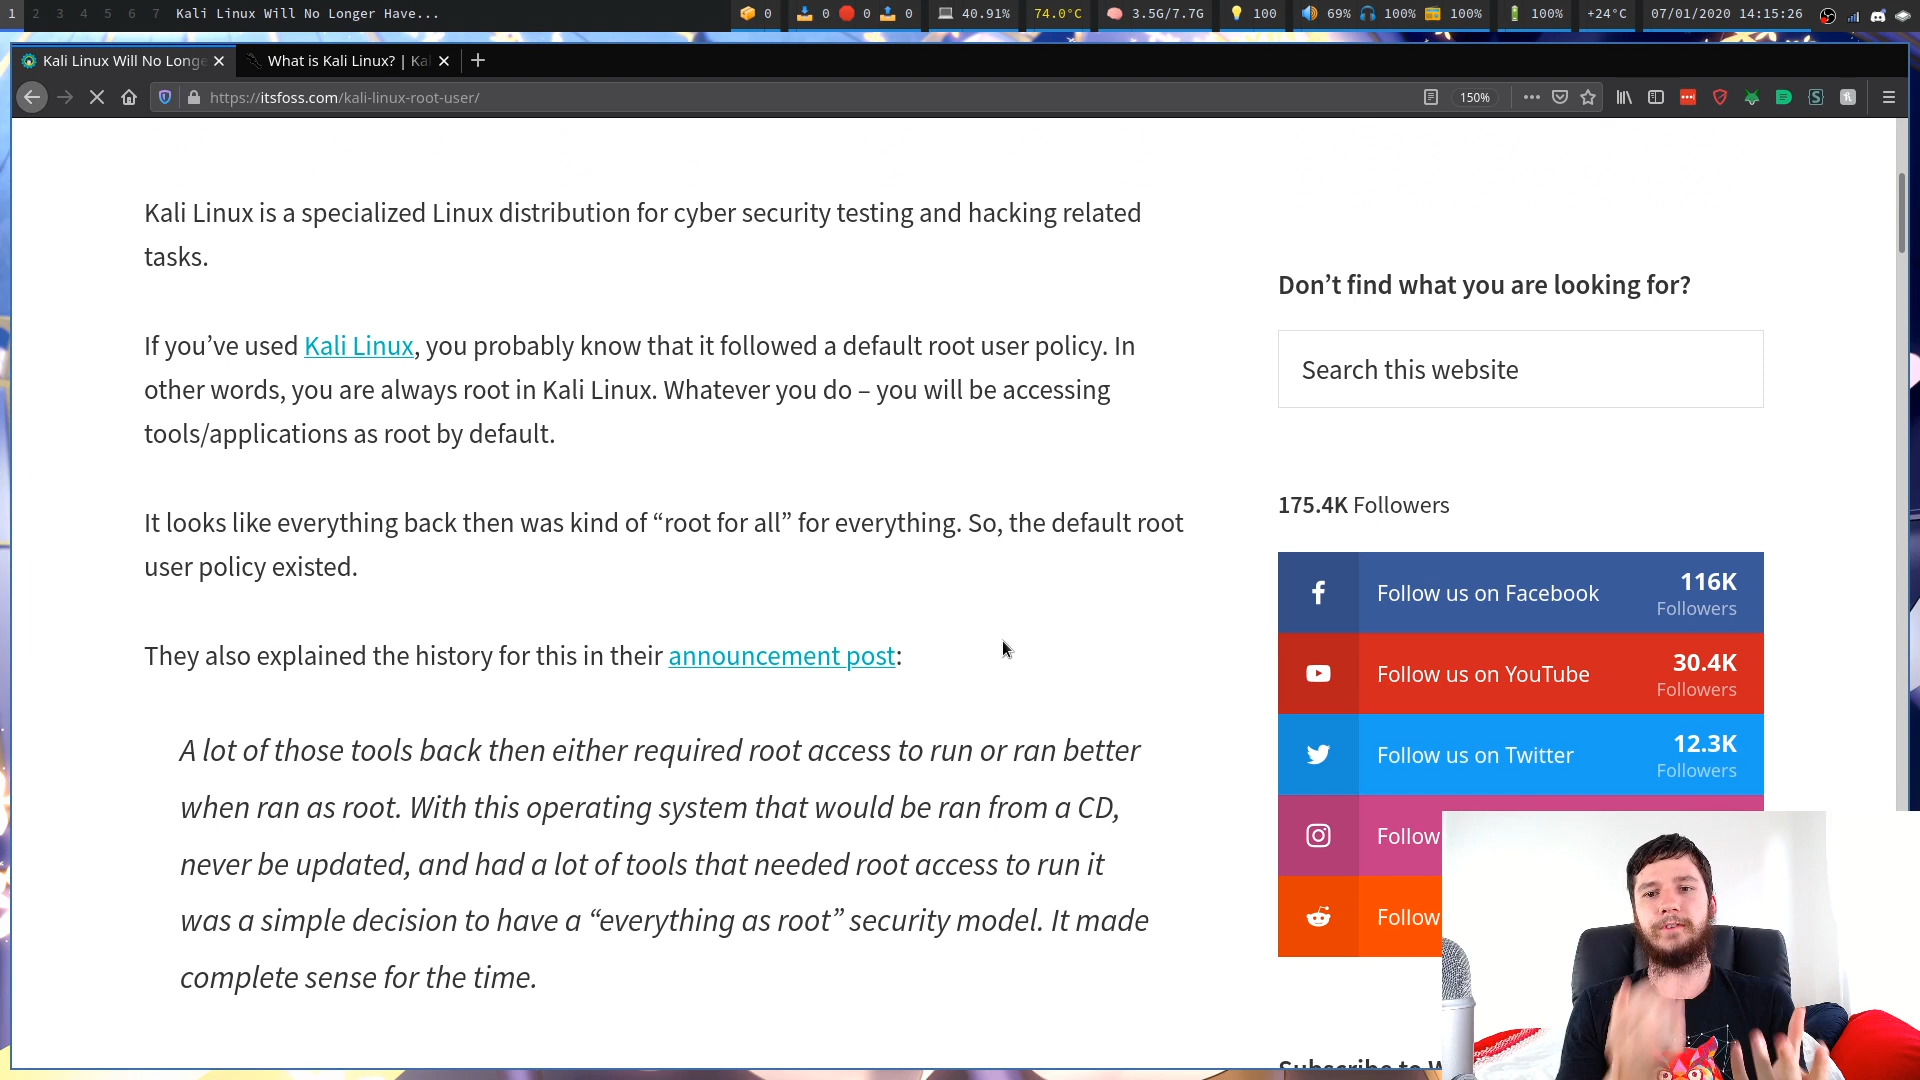 1 2 3 4 5 6 7 Kali Linux Will No Longer Have... 0 0 0 0 40.91% 74.0°C 3.5G/7.7G 100 69% 100% 100% 100% +24°C 07/01/2020 14:15:26
Kali Linux Will No Longe
What is Kali Linux? | Kal
https://itsfoss.com/kali-linux-root-user/
150%
Kali Linux is a specialized Linux distribution for cyber security testing and hacking related
tasks.
If you’ve used Kali Linux, you probably know that it followed a default root user policy. In
other words, you are always root in Kali Linux. Whatever you do – you will be accessing
tools/applications as root by default.
It looks like everything back then was kind of “root for all” for everything. So, the default root
user policy existed.
They also explained the history for this in their announcement post:
A lot of those tools back then either required root access to run or ran better
when ran as root. With this operating system that would be ran from a CD,
never be updated, and had a lot of tools that needed root access to run it
was a simple decision to have a “everything as root” security model. It made
complete sense for the time.
Don’t find what you are looking for?
Search this website
175.4K Followers
Follow us on Facebook
116K
Followers
Follow us on YouTube
30.4K
Followers
Follow us on Twitter
12.3K
Followers
Follow
Follow
Subscribe to